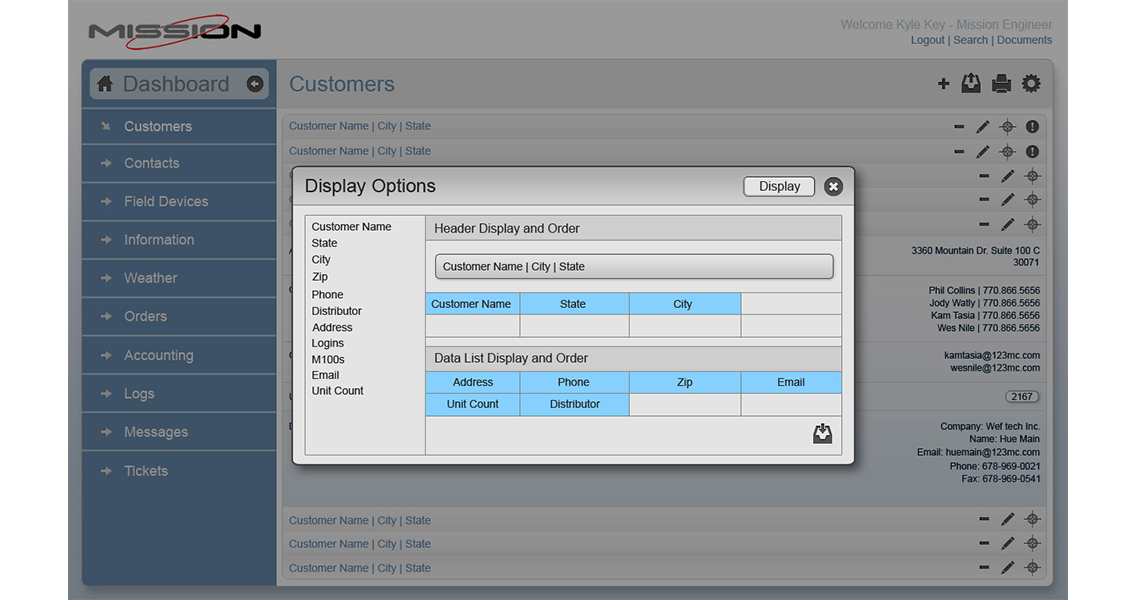 MISSION
Welcome Kyle Key - Mission Engineer
Logout | Search | Documents
Dashboard
Customers
Contacts
Field Devices
Information
Weather
Orders
Accounting
Logs
Messages
Tickets
Customers
Customer Name | City | State
Customer Name | City | State
Display Options
Display
Customer Name
State
City
Zip
Phone
Distributor
Address
Logins
M100s
Email
Unit Count
Header Display and Order
Customer Name | City | State
Customer Name State City
Data List Display and Order
Address Phone Zip Email
Unit Count Distributor
3360 Mountain Dr. Suite 100 C
30071
Phil Collins | 770.866.5656
Jody Watly | 770.866.5656
Kam Tasia | 770.866.5656
Wes Nile | 770.866.5656
kamtasia@123mc.com
wesnile@123mc.com
2167
Company: Wef tech Inc.
Name: Hue Main
Email: huemain@123mc.com
Phone: 678-969-0021
Fax: 678-969-0541
Customer Name | City | State
Customer Name | City | State
Customer Name | City | State